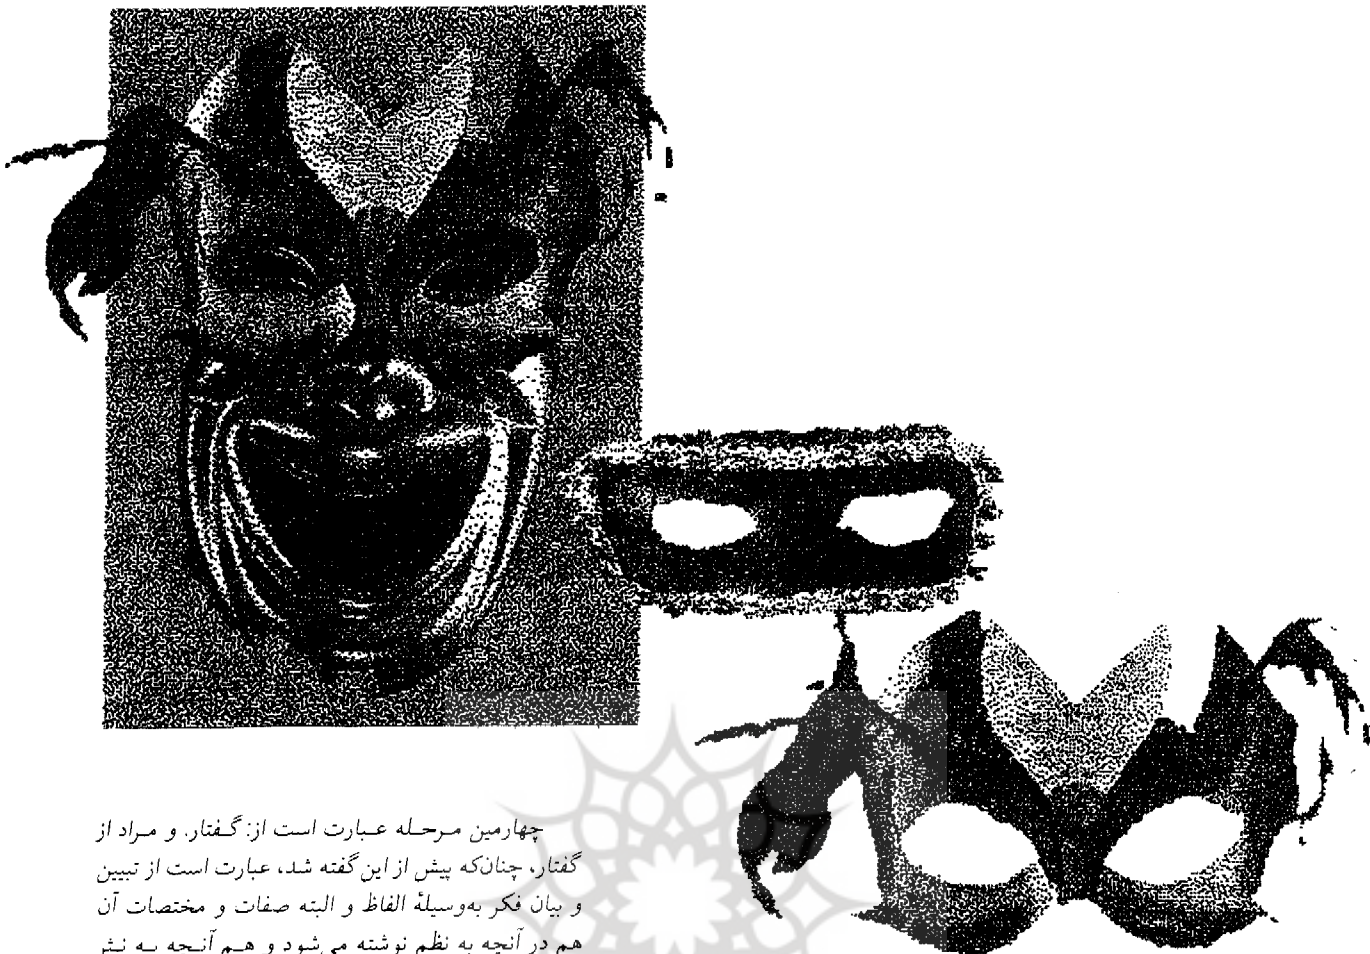 چهارمین مرحله عبارت است از: گفتار. و مراد از
گفتار، چنان‌که پیش از این گفته شد، عبارت است از تبیین
و بیان فکر به‌وسیلهٔ الفاظ و البته صفات و مختصات آن
هم در آنچه به نظم نوشته می‌شود و هم آنچه به نثر